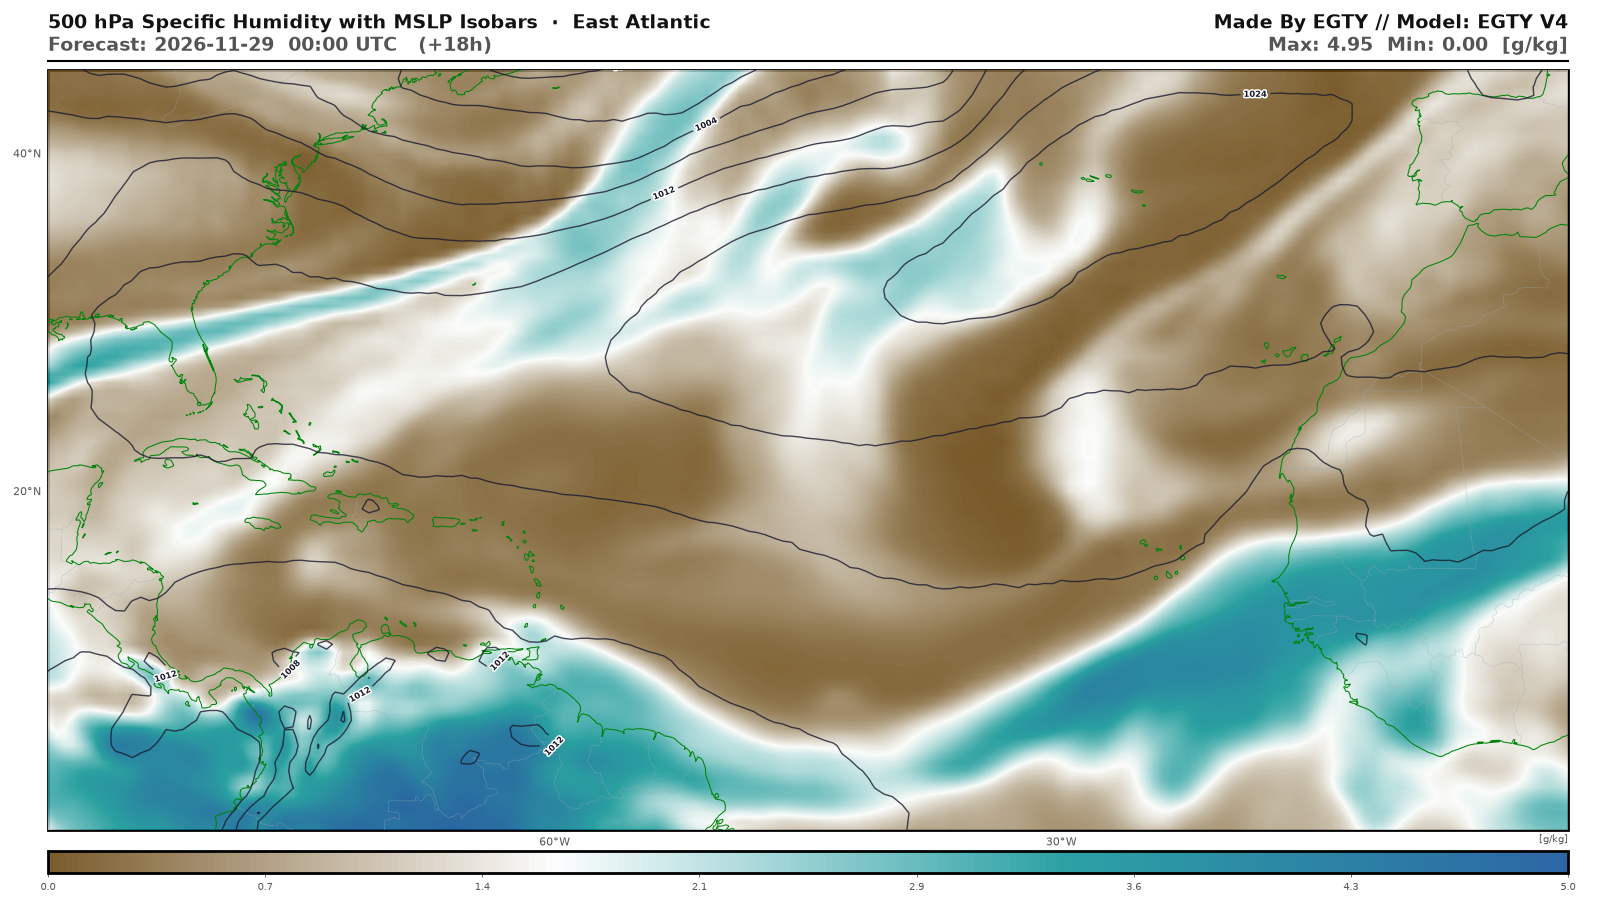 500 hPa Specific Humidity with MSLP Isobars · East Atlantic
Made By EGTY // Model: EGTY V4
Forecast: 2026-11-29 00:00 UTC (+18h)
Max: 4.95 Min: 0.00 [g/kg]
1024
1004
40°N
1012
20°N
1012
1008
1012
1012
1012
60°W
30°W
[g/kg]
0.0
0.7
1.4
2.1
2.9
3.6
4.3
5.0